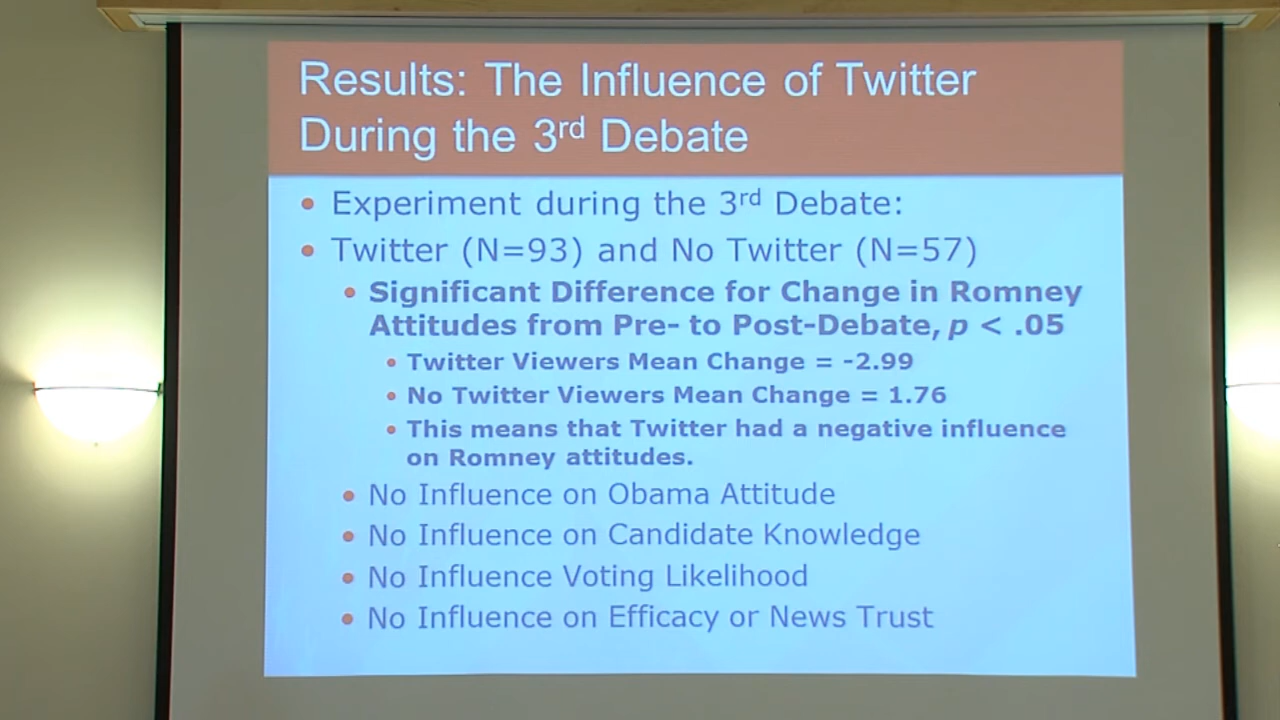 Results: The Influence of Twitter
During the 3rd Debate
• Experiment during the 3rd Debate:
• Twitter (N=93) and No Twitter (N=57)
• Significant Difference for Change in Romney
Attitudes from Pre- to Post-Debate, p < .05
• Twitter Viewers Mean Change = -2.99
• No Twitter Viewers Mean Change = 1.76
• This means that Twitter had a negative influence
on Romney attitudes.
• No Influence on Obama Attitude
• No Influence on Candidate Knowledge
• No Influence Voting Likelihood
• No Influence on Efficacy or News Trust